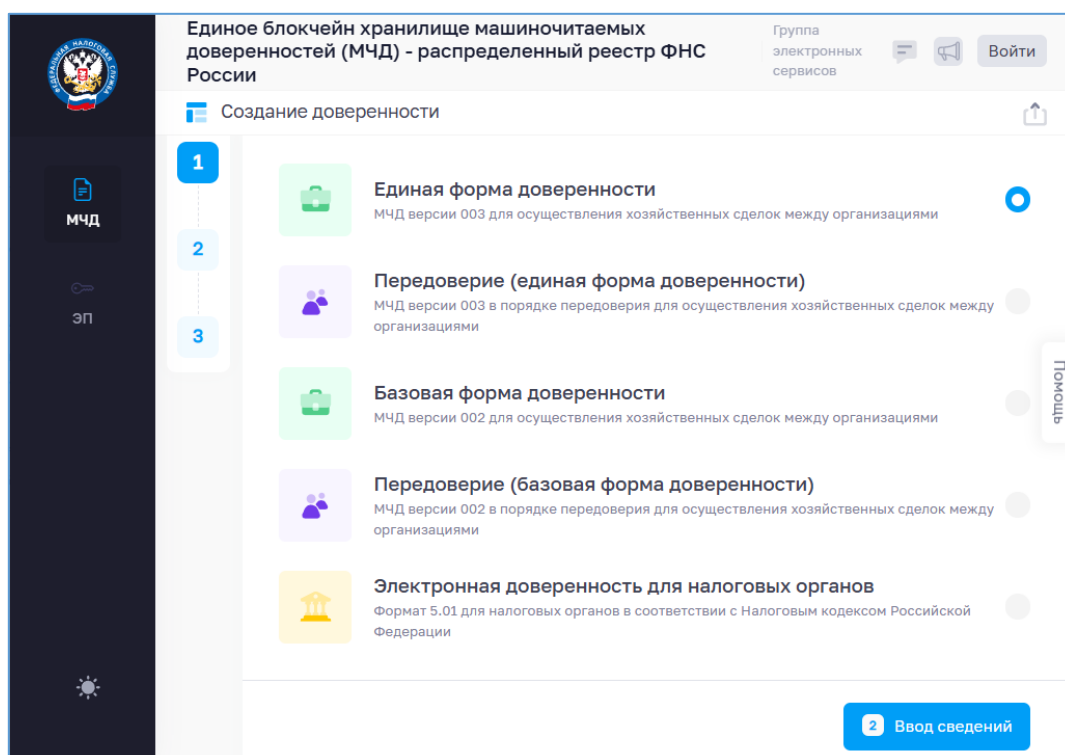 Единое блокчейн хранилище машиночитаемых
доверенностей (МЧД) - распределенный реестр ФНС
России
Группа
электронных
сервисов
Войти
Создание доверенности
МЧД
ЭП
1
2
3
Единая форма доверенности
МЧД версии 003 для осуществления хозяйственных сделок между организациями
Передоверие (единая форма доверенности)
МЧД версии 003 в порядке передоверия для осуществления хозяйственных сделок между
организациями
Базовая форма доверенности
МЧД версии 002 для осуществления хозяйственных сделок между организациями
Передоверие (базовая форма доверенности)
МЧД версии 002 в порядке передоверия для осуществления хозяйственных сделок между
организациями
Электронная доверенность для налоговых органов
Формат 5.01 для налоговых органов в соответствии с Налоговым кодексом Российской
Федерации
Помощь
2 Ввод сведений